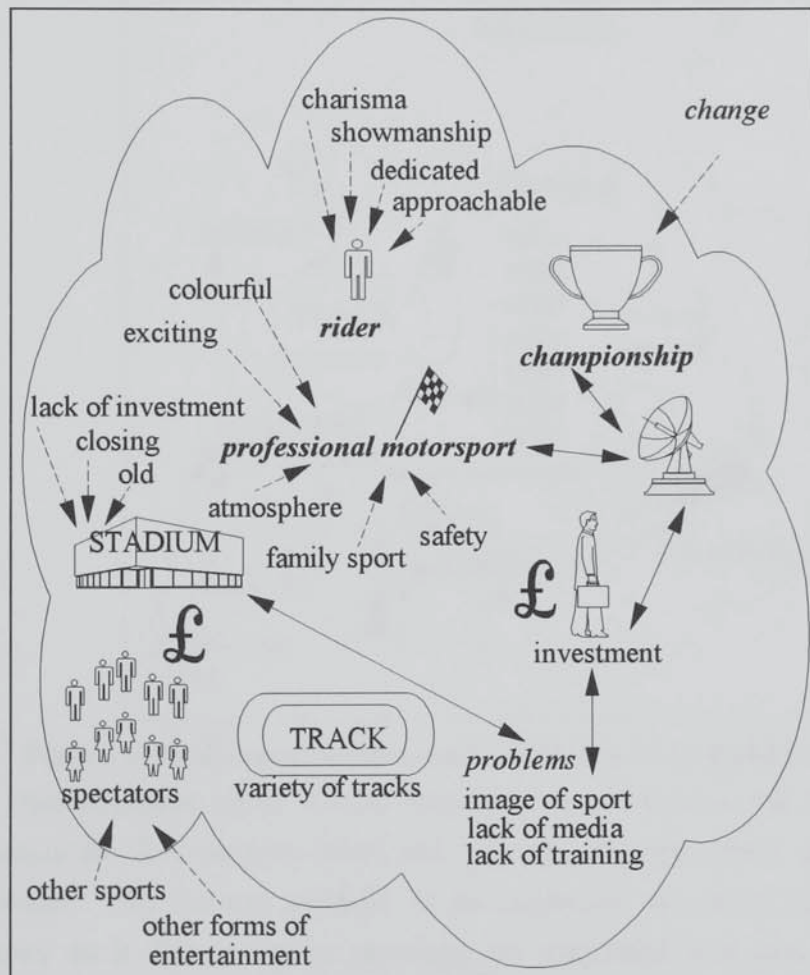 charisma
showmanship
dedicated
approachable
change
colourful
exciting
rider
championship
lack of investment
closing
old
professional motorsport
atmosphere
family sport
safety
STADIUM
£
£
investment
TRACK
variety of tracks
spectators
problems
image of sport
lack of media
lack of training
other sports
other forms of
entertainment